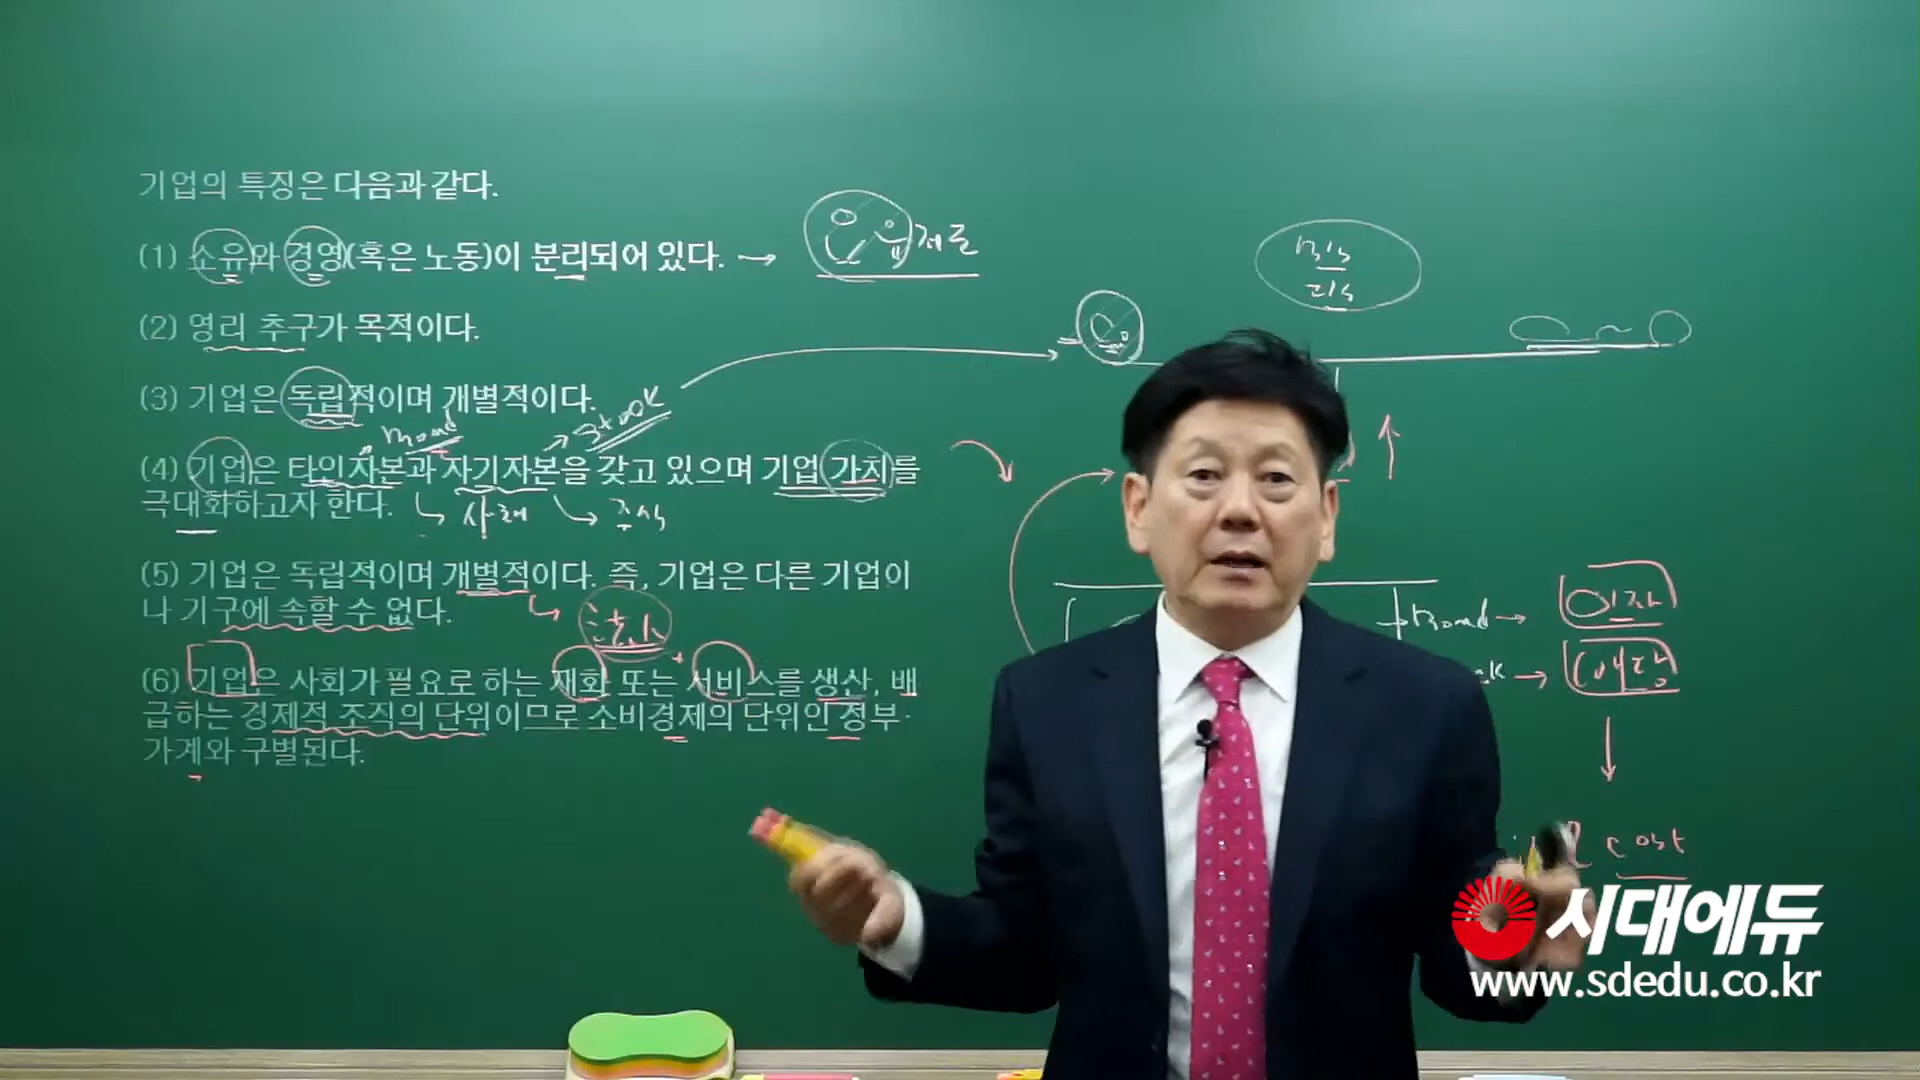 기업의 특징은 다음과 같다.
(1) 소유와 경영(혹은 노동)이 분리되어 있다. → 제도
(2) 영리 추구가 목적이다.
(3) 기업은 독립적이며 개별적이다.
Bond Stock
(4) 기업은 타인자본과 자기자본을 갖고 있으며 기업 가치를
극대화하고자 한다.
사채 주식
(5) 기업은 독립적이며 개별적이다. 즉, 기업은 다른 기업이
나 기구에 속할 수 없다.
(6) 기업은 사회가 필요로 하는 재화 또는 서비스를 생산, 배
급하는 경제적 조직의 단위이므로 소비경제의 단위인 정부·
가계와 구별된다.
B/S
P/S
Bond → 이자
k → 배당
cost
시대에듀
www.sdedu.co.kr